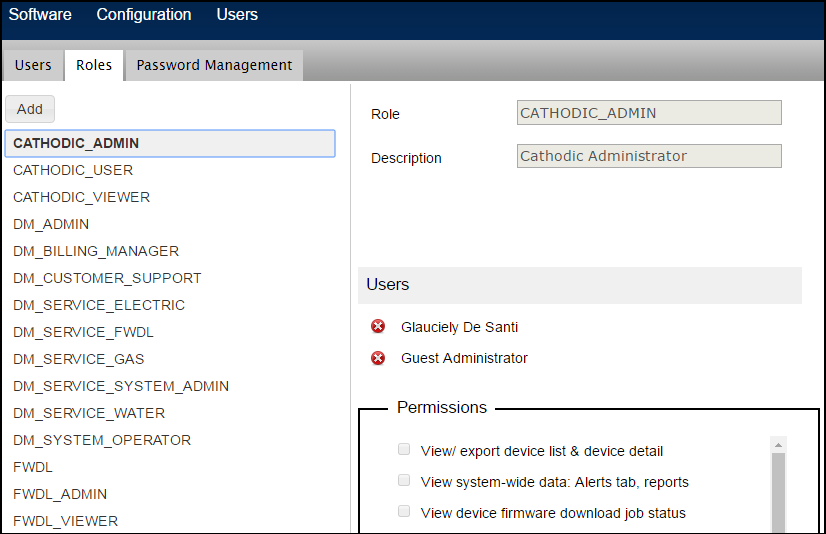 Software Configuration Users
Users Roles Password Management
Add
CATHODIC_ADMIN
CATHODIC_USER
CATHODIC_VIEWER
DM_ADMIN
DM_BILLING_MANAGER
DM_CUSTOMER_SUPPORT
DM_SERVICE_ELECTRIC
DM_SERVICE_FWDL
DM_SERVICE_GAS
DM_SERVICE_SYSTEM_ADMIN
DM_SERVICE_WATER
DM_SYSTEM_OPERATOR
FWDL
FWDL_ADMIN
FWDL_VIEWER
Role CATHODIC_ADMIN
Description Cathodic Administrator
Users
Glauciely De Santi
Guest Administrator
Permissions
View/ export device list & device detail
View system-wide data: Alerts tab, reports
View device firmware download job status